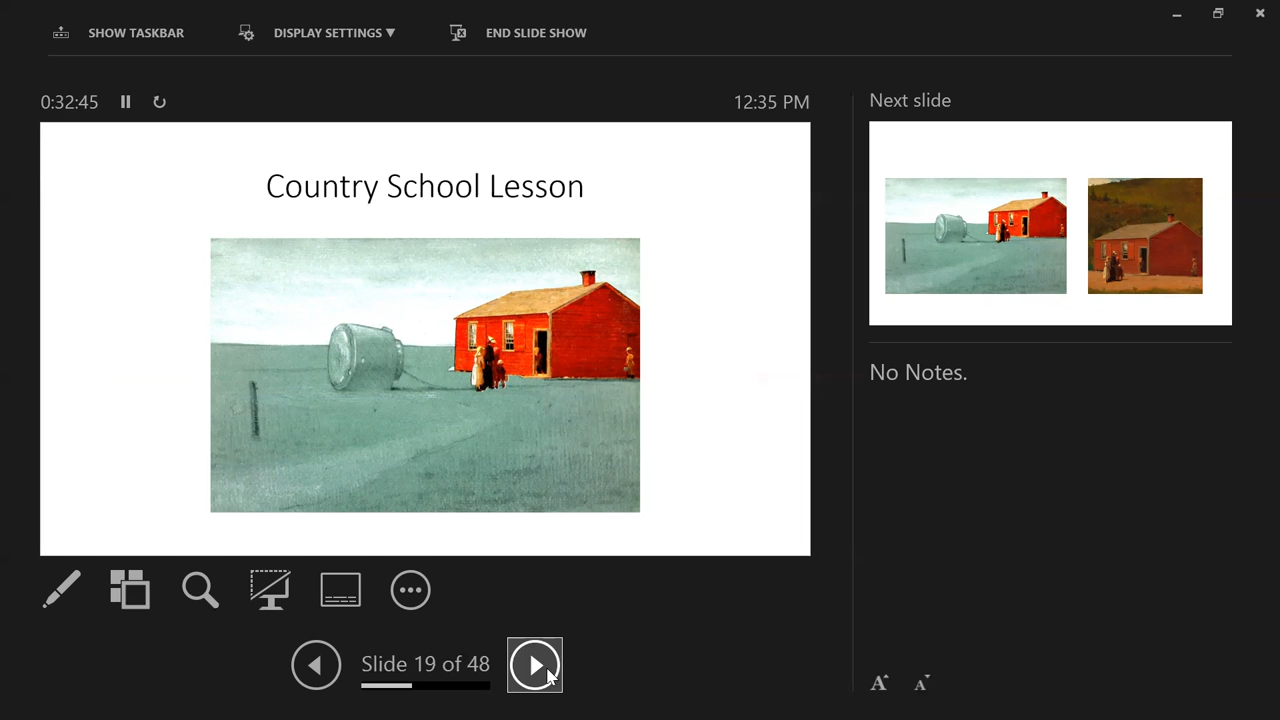 SHOW TASKBAR
DISPLAY SETTINGS ▼
END SLIDE SHOW
0:32:45
12:35 PM
Next slide
Country School Lesson
No Notes.
Slide 19 of 48
A A